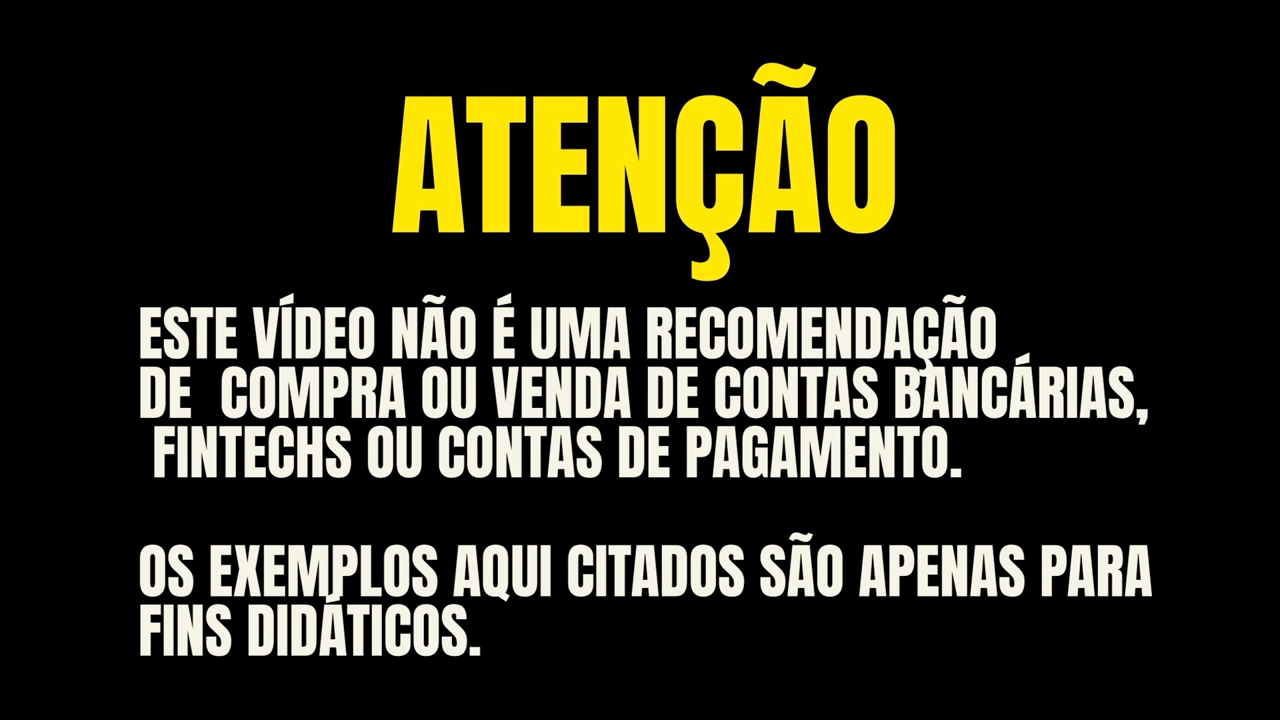 ATENÇÃO
ESTE VÍDEO NÃO É UMA RECOMENDAÇÃO
DE COMPRA OU VENDA DE CONTAS BANCÁRIAS,
FINTECHS OU CONTAS DE PAGAMENTO.
OS EXEMPLOS AQUI CITADOS SÃO APENAS PARA
FINS DIDÁTICOS.